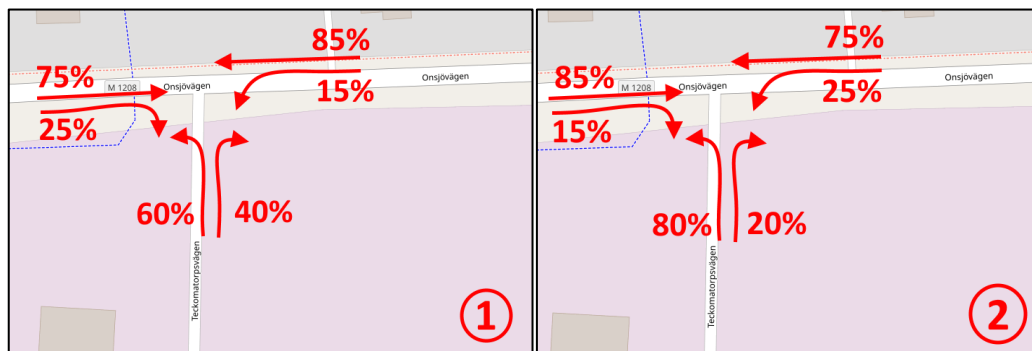 85%
75%
Onsjövägen
M 1208
Onsjövägen
15%
25%
60%
40%
Teckomatorpsvägen
1
75%
85%
Onsjövägen
M 1208
Onsjövägen
25%
15%
80%
20%
Teckomatorpsvägen
2